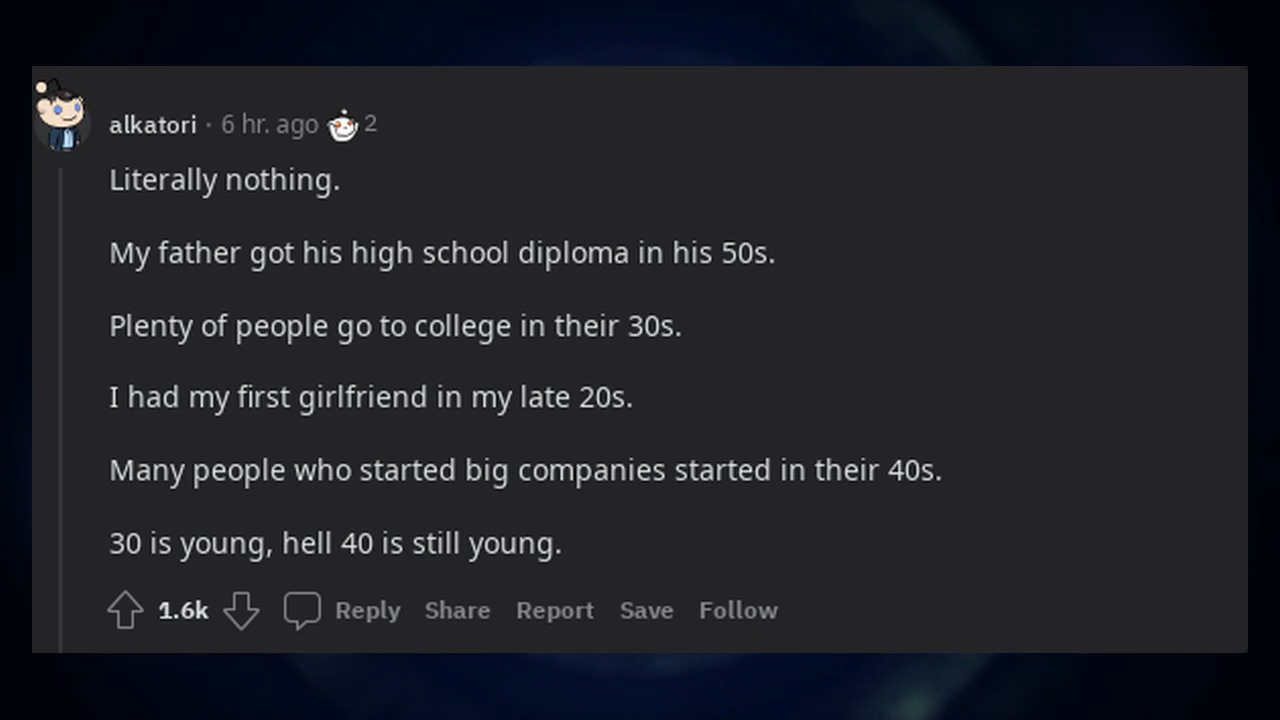 alkatori · 6 hr. ago 2
Literally nothing.
My father got his high school diploma in his 50s.
Plenty of people go to college in their 30s.
I had my first girlfriend in my late 20s.
Many people who started big companies started in their 40s.
30 is young, hell 40 is still young.
1.6k Reply Share Report Save Follow